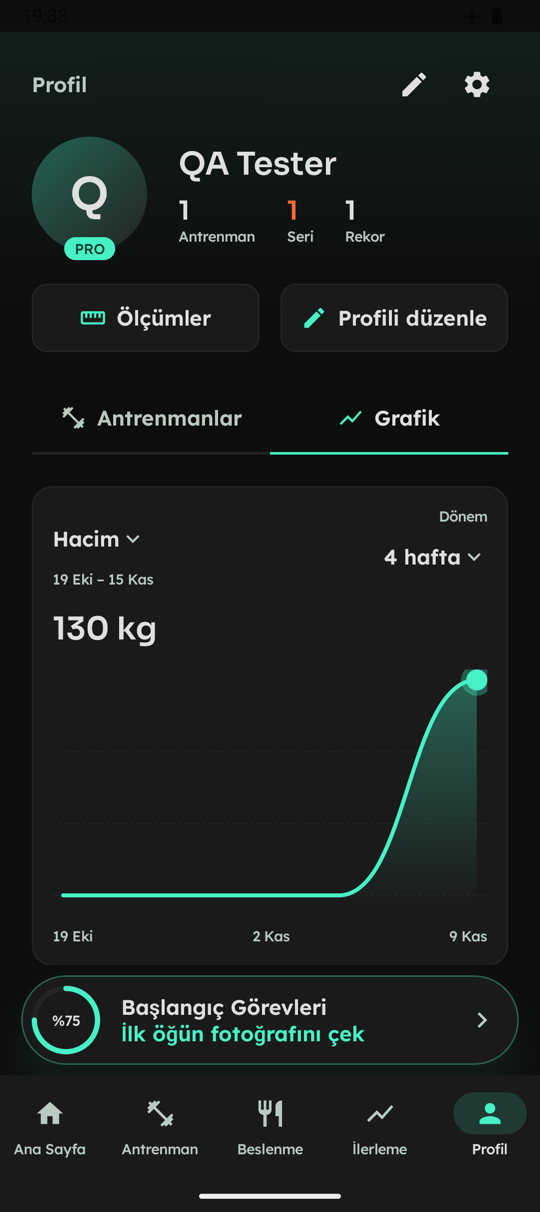 19:38
Profil
Q
PRO
QA Tester
1 1 1
Antrenman Seri Rekor
Ölçümler
Profili düzenle
Antrenmanlar
Grafik
Dönem
Hacim
4 hafta
19 Eki – 15 Kas
130 kg
19 Eki 2 Kas 9 Kas
%75
Başlangıç Görevleri
İlk öğün fotoğrafını çek
Ana Sayfa Antrenman Beslenme İlerleme Profil